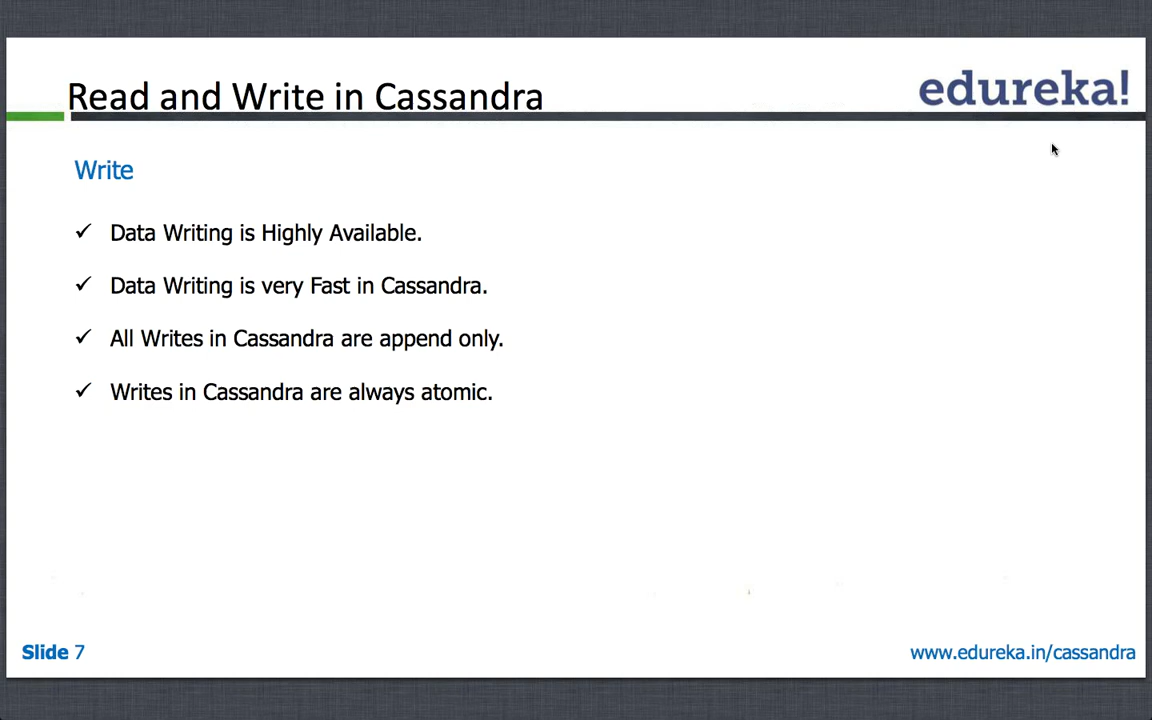 Read and Write in Cassandra
edureka!
Write
✓ Data Writing is Highly Available.
✓ Data Writing is very Fast in Cassandra.
✓ All Writes in Cassandra are append only.
✓ Writes in Cassandra are always atomic.
Slide 7
www.edureka.in/cassandra